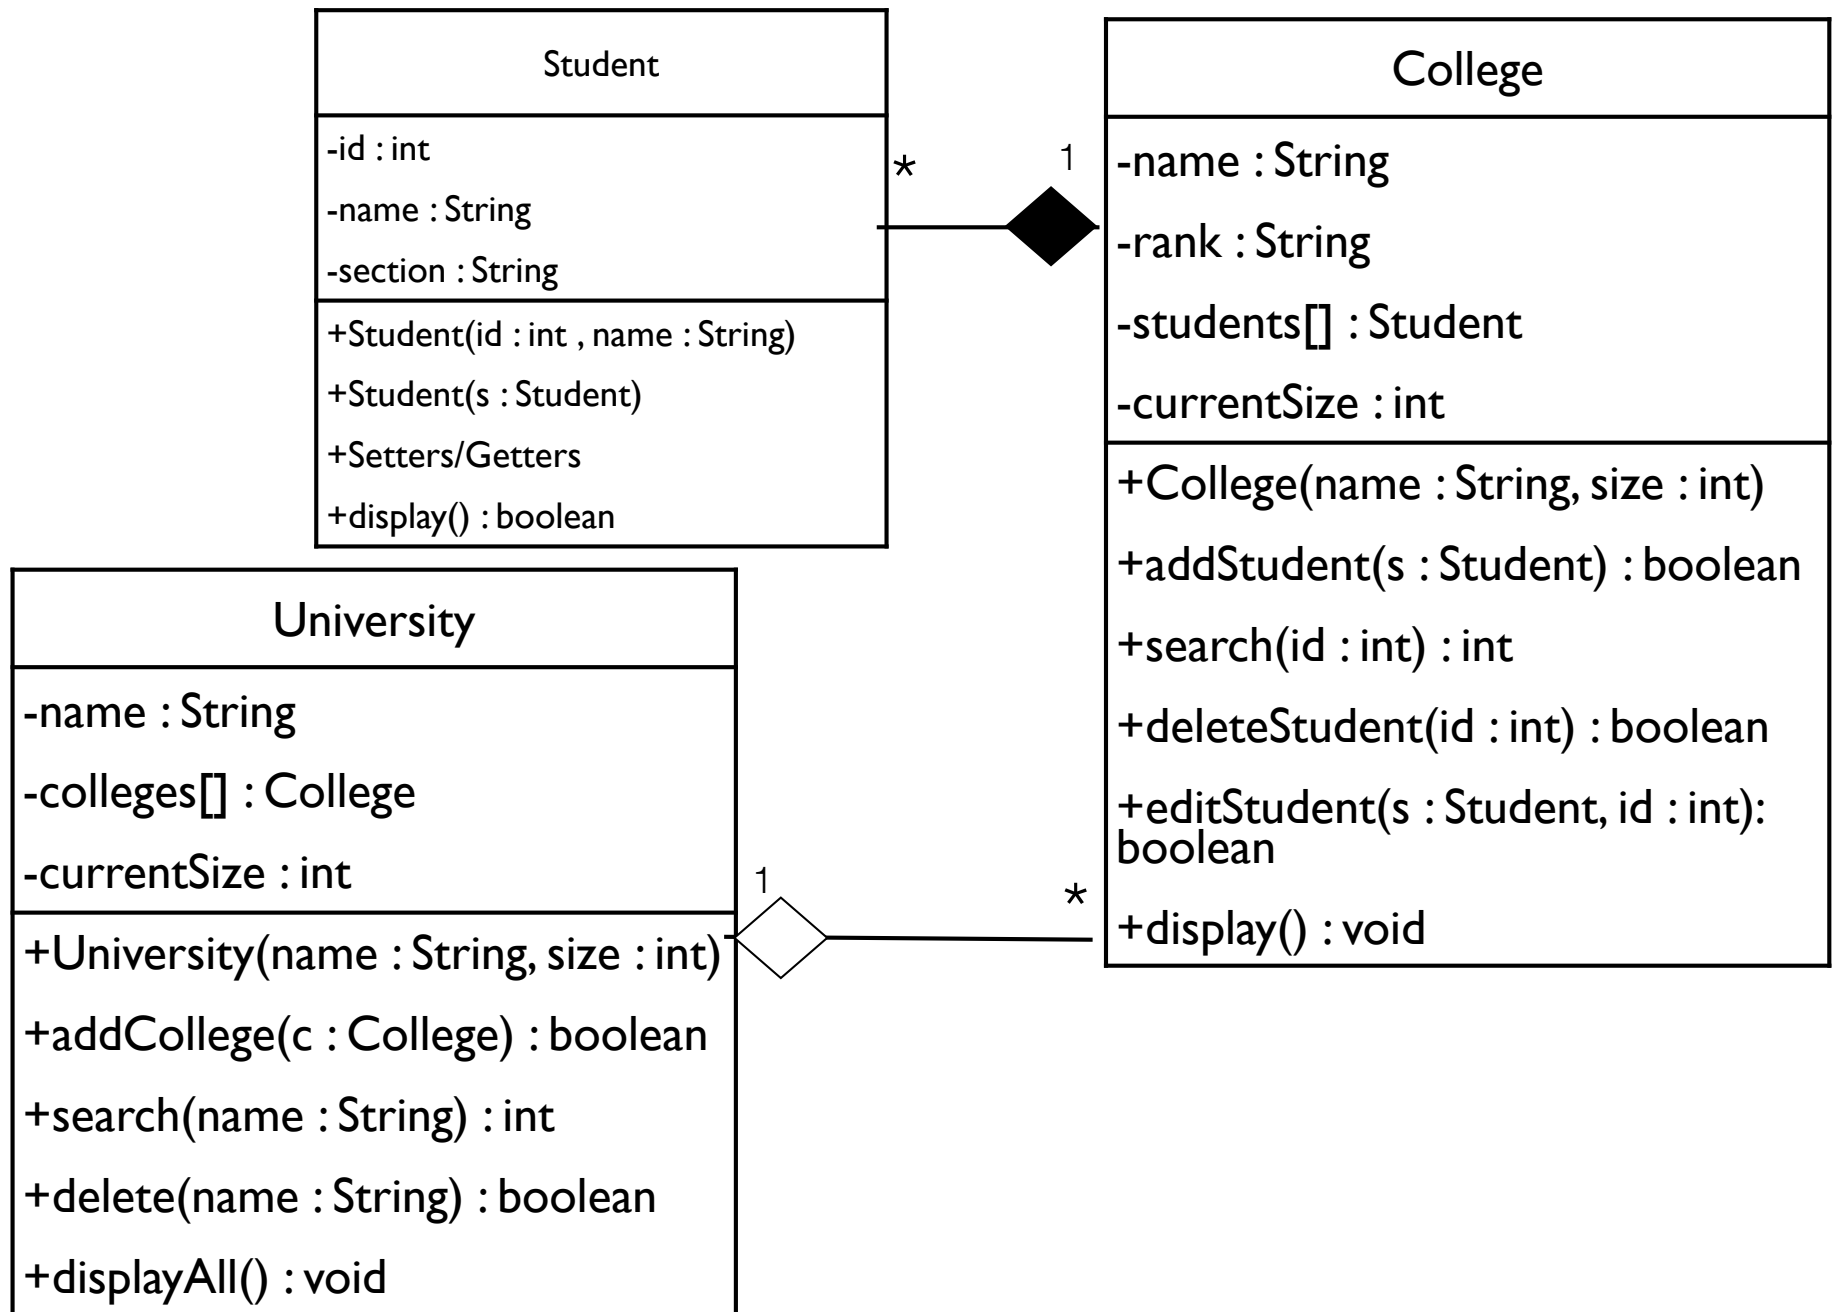 Student
-id : int
-name : String
-section : String
+Student(id : int , name : String)
+Student(s : Student)
+Setters/Getters
+display() : boolean
*
1
College
-name : String
-rank : String
-students[] : Student
-currentSize : int
+College(name : String, size : int)
+addStudent(s : Student) : boolean
+search(id : int) : int
+deleteStudent(id : int) : boolean
+editStudent(s : Student, id : int):
boolean
+display() : void
University
-name : String
-colleges[] : College
-currentSize : int
+University(name : String, size : int)
+addCollege(c : College) : boolean
+search(name : String) : int
+delete(name : String) : boolean
+displayAll() : void
1
*